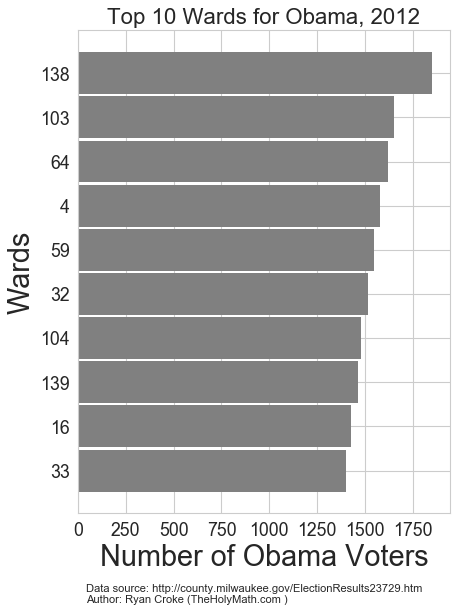 Top 10 Wards for Obama, 2012
138
103
64
4
59
32
104
139
16
33
Wards
0 250 500 750 1000 1250 1500 1750
Number of Obama Voters
Data source: http://county.milwaukee.gov/ElectionResults23729.htm
Author: Ryan Croke (TheHolyMath.com )